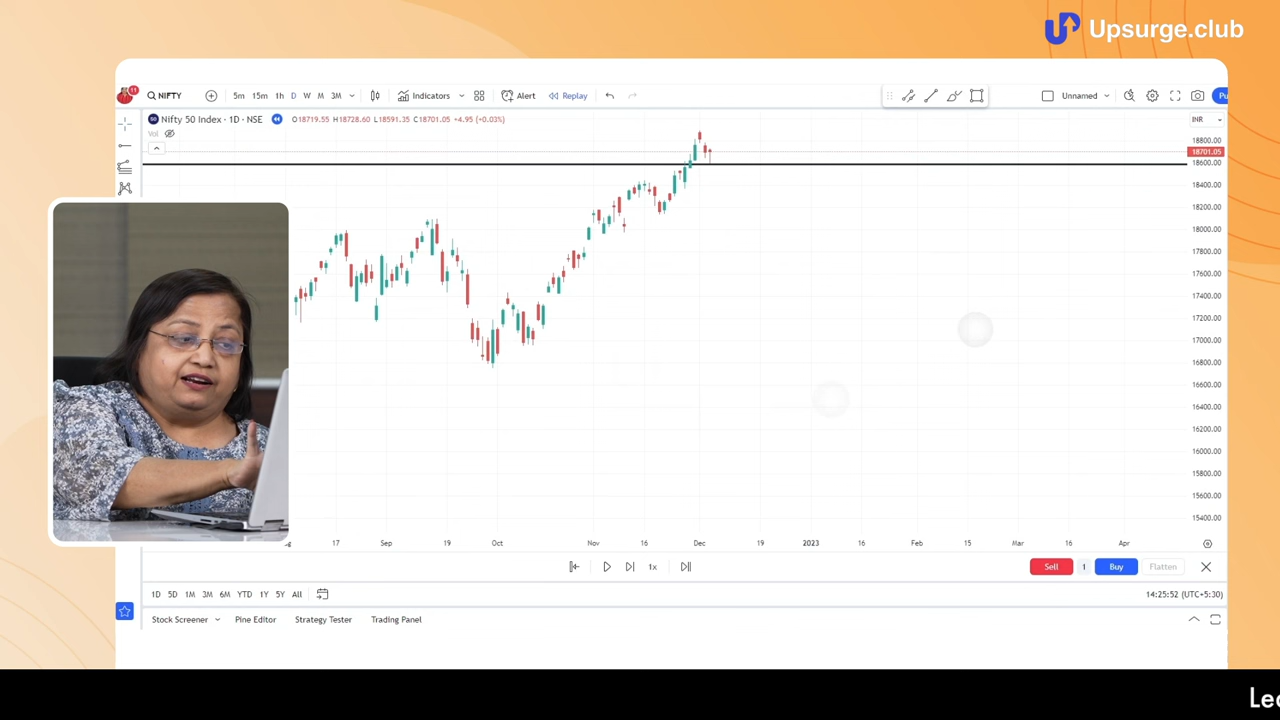 Upsurge.club
11
NIFTY 5m 15m 1h D W M 3M Indicators Alert Replay Unnamed
Nifty 50 Index · 1D · NSE O18719.55 H18728.60 L18591.35 C18701.05 +4.95 (+0.03%) INR
Vol
18800.00
18701.05
18600.00
18400.00
18200.00
18000.00
17800.00
17600.00
17400.00
17200.00
17000.00
16800.00
16600.00
16400.00
16200.00
16000.00
15800.00
15600.00
15400.00
17 Sep 19 Oct Nov 16 Dec 19 2023 16 Feb 15 Mar 16 Apr
1x Sell 1 Buy Flatten
1D 5D 1M 3M 6M YTD 1Y 5Y All 14:25:52 (UTC+5:30)
Stock Screener Pine Editor Strategy Tester Trading Panel